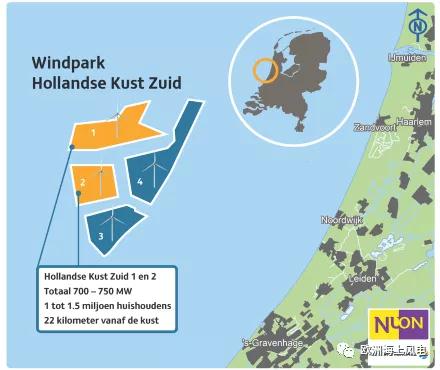 Windpark
Hollandse Kust Zuid
N
IJmuiden
Haarlem
Zandvoort
1
2
4
3
Noordwijk
Leiden
's-Gravenhage
Hollandse Kust Zuid 1 en 2
Totaal 700 – 750 MW
1 tot 1.5 miljoen huishoudens
22 kilometer vanaf de kust
NUON
欧洲海上风电